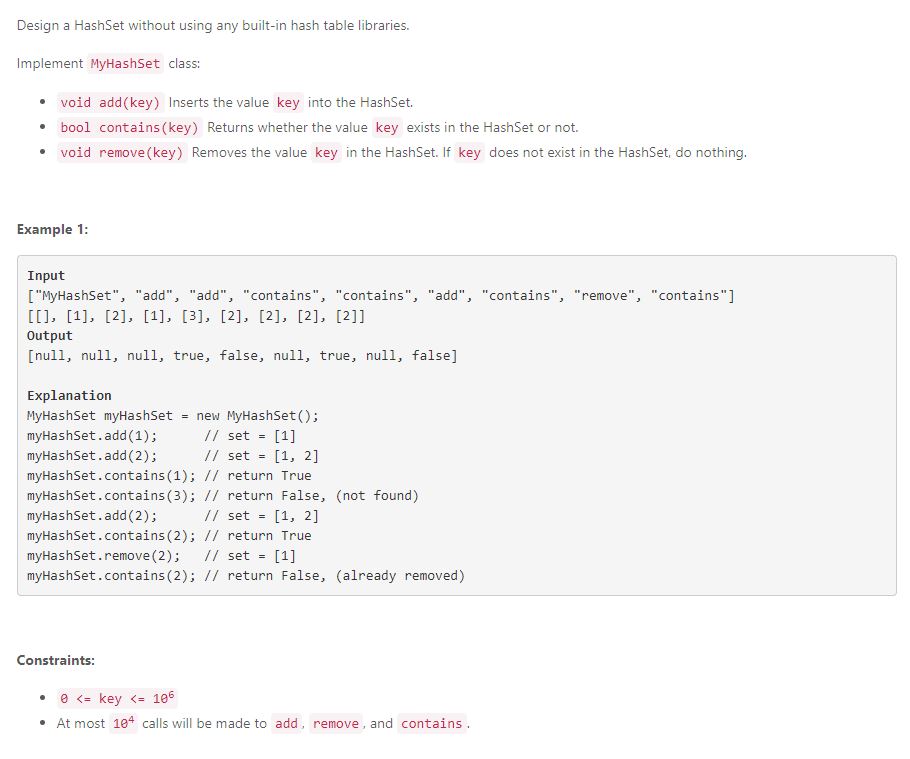 Design a HashSet without using any built-in hash table libraries.
Implement MyHashSet class:
• void add(key) Inserts the value key into the HashSet.
• bool contains(key) Returns whether the value key exists in the HashSet or not.
• void remove(key) Removes the value key in the HashSet. If key does not exist in the HashSet, do nothing.
Example 1:
Input
["MyHashSet", "add", "add", "contains", "contains", "add", "contains", "remove", "contains"]
[[], [1], [2], [1], [3], [2], [2], [2], [2]]
Output
[null, null, null, true, false, null, true, null, false]
Explanation
MyHashSet myHashSet = new MyHashSet();
myHashSet.add(1);      // set = [1]
myHashSet.add(2);      // set = [1, 2]
myHashSet.contains(1); // return True
myHashSet.contains(3); // return False, (not found)
myHashSet.add(2);      // set = [1, 2]
myHashSet.contains(2); // return True
myHashSet.remove(2);   // set = [1]
myHashSet.contains(2); // return False, (already removed)
Constraints:
• 0 <= key <= 10⁶
• At most 10⁴ calls will be made to add, remove, and contains.